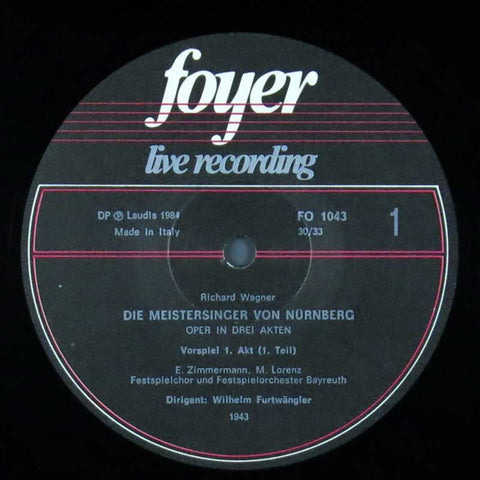 foyer
live recording
DP ℗ Laudis 1984 FO 1043 1
Made in Italy 30/33
Richard Wagner
DIE MEISTERSINGER VON NÜRNBERG
OPER IN DREI AKTEN
Vorspiel 1. Akt (1. Teil)
E. Zimmermann, M. Lorenz
Festspielchor und Festspielorchester Bayreuth
Dirigent: Wilhelm Furtwängler
1943